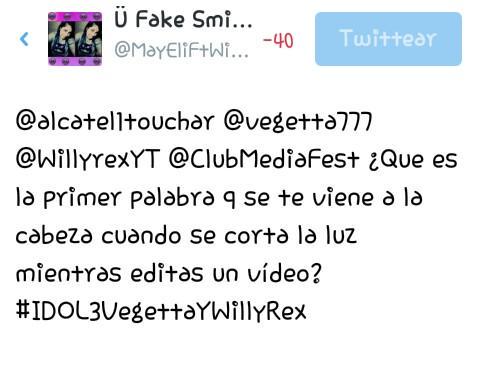 Ü Fake Smi...
@MayEliFtWi...
-40
Twittear
@alcatel1touchar @vegetta777
@WillyrexYT @ClubMediaFest ¿Que es
la primer palabra q se te viene a la
cabeza cuando se corta la luz
mientras editas un vídeo?
#IDOL3VegettaYWillyRex